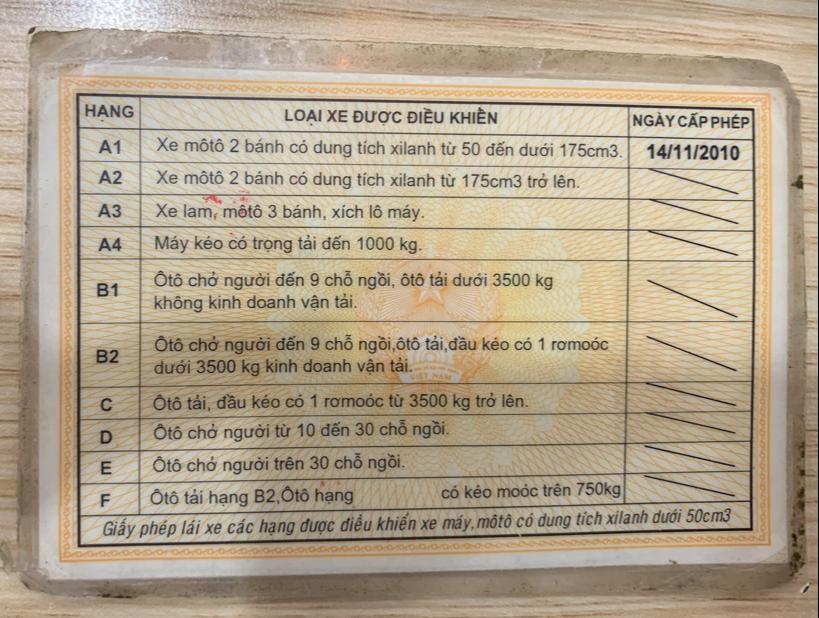 HẠNG LOẠI XE ĐƯỢC ĐIỀU KHIỂN NGÀY CẤP PHÉP
A1 Xe môtô 2 bánh có dung tích xilanh từ 50 đến dưới 175cm3. 14/11/2010
A2 Xe môtô 2 bánh có dung tích xilanh từ 175cm3 trở lên.
A3 Xe lam, môtô 3 bánh, xích lô máy.
A4 Máy kéo có trọng tải đến 1000 kg.
B1 Ôtô chở người đến 9 chỗ ngồi, ôtô tải dưới 3500 kg
không kinh doanh vận tải.
B2 Ôtô chở người đến 9 chỗ ngồi,ôtô tải,đầu kéo có 1 rơmoóc
dưới 3500 kg kinh doanh vận tải.
VIỆT NAM
C Ôtô tải, đầu kéo có 1 rơmoóc từ 3500 kg trở lên.
D Ôtô chở người từ 10 đến 30 chỗ ngồi.
E Ôtô chở người trên 30 chỗ ngồi.
F Ôtô tải hạng B2,Ôtô hạng có kéo moóc trên 750kg
Giấy phép lái xe các hạng được điều khiển xe máy,môtô có dung tích xilanh dưới 50cm3